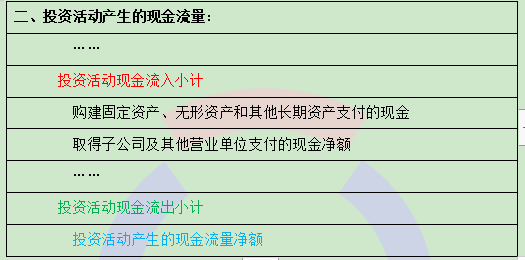 二、投资活动产生的现金流量：
……
投资活动现金流入小计
购建固定资产、无形资产和其他长期资产支付的现金
取得子公司及其他营业单位支付的现金净额
……
投资活动现金流出小计
投资活动产生的现金流量净额